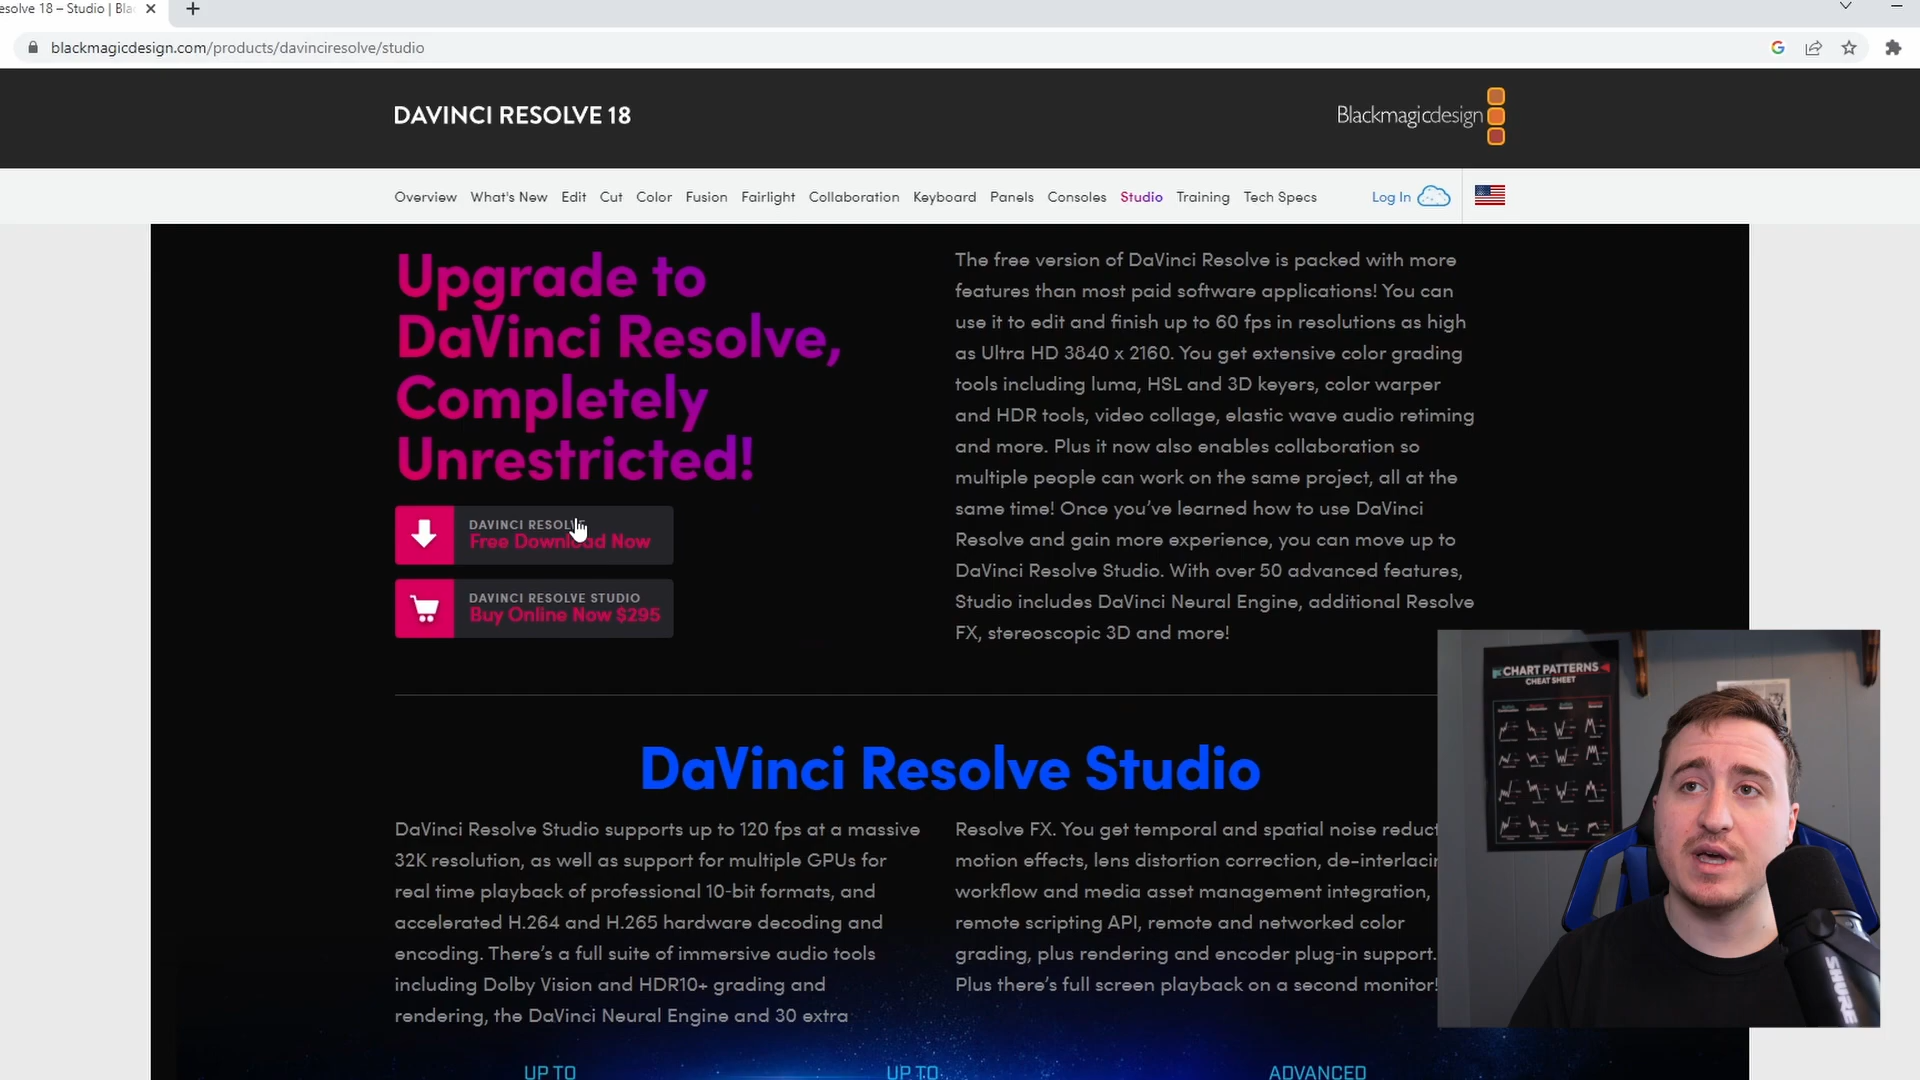 esolve 18 – Studio | Bla
blackmagicdesign.com/products/davinciresolve/studio
DAVINCI RESOLVE 18
Blackmagicdesign
Overview What's New Edit Cut Color Fusion Fairlight Collaboration Keyboard Panels Consoles Studio Training Tech Specs Log In
Upgrade to
DaVinci Resolve,
Completely
Unrestricted!
DAVINCI RESOLVE
Free Download Now
DAVINCI RESOLVE STUDIO
Buy Online Now $295
The free version of DaVinci Resolve is packed with more
features than most paid software applications! You can
use it to edit and finish up to 60 fps in resolutions as high
as Ultra HD 3840 x 2160. You get extensive color grading
tools including luma, HSL and 3D keyers, color warper
and HDR tools, video collage, elastic wave audio retiming
and more. Plus it now also enables collaboration so
multiple people can work on the same project, all at the
same time! Once you've learned how to use DaVinci
Resolve and gain more experience, you can move up to
DaVinci Resolve Studio. With over 50 advanced features,
Studio includes DaVinci Neural Engine, additional Resolve
FX, stereoscopic 3D and more!
DaVinci Resolve Studio
DaVinci Resolve Studio supports up to 120 fps at a massive
32K resolution, as well as support for multiple GPUs for
real time playback of professional 10-bit formats, and
accelerated H.264 and H.265 hardware decoding and
encoding. There's a full suite of immersive audio tools
including Dolby Vision and HDR10+ grading and
rendering, the DaVinci Neural Engine and 30 extra
Resolve FX. You get temporal and spatial noise reduct
motion effects, lens distortion correction, de-interlacin
workflow and media asset management integration,
remote scripting API, remote and networked color
grading, plus rendering and encoder plug-in support.
Plus there's full screen playback on a second monitor!
UP TO
UP TO
ADVANCED
CHART PATTERNS
CHEAT SHEET
SHURE